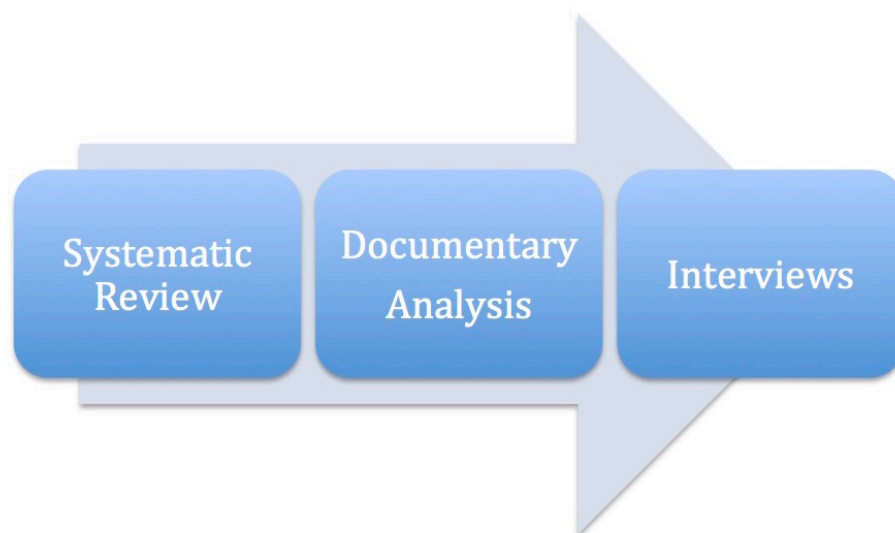 Systematic
Review
Documentary
Analysis
Interviews